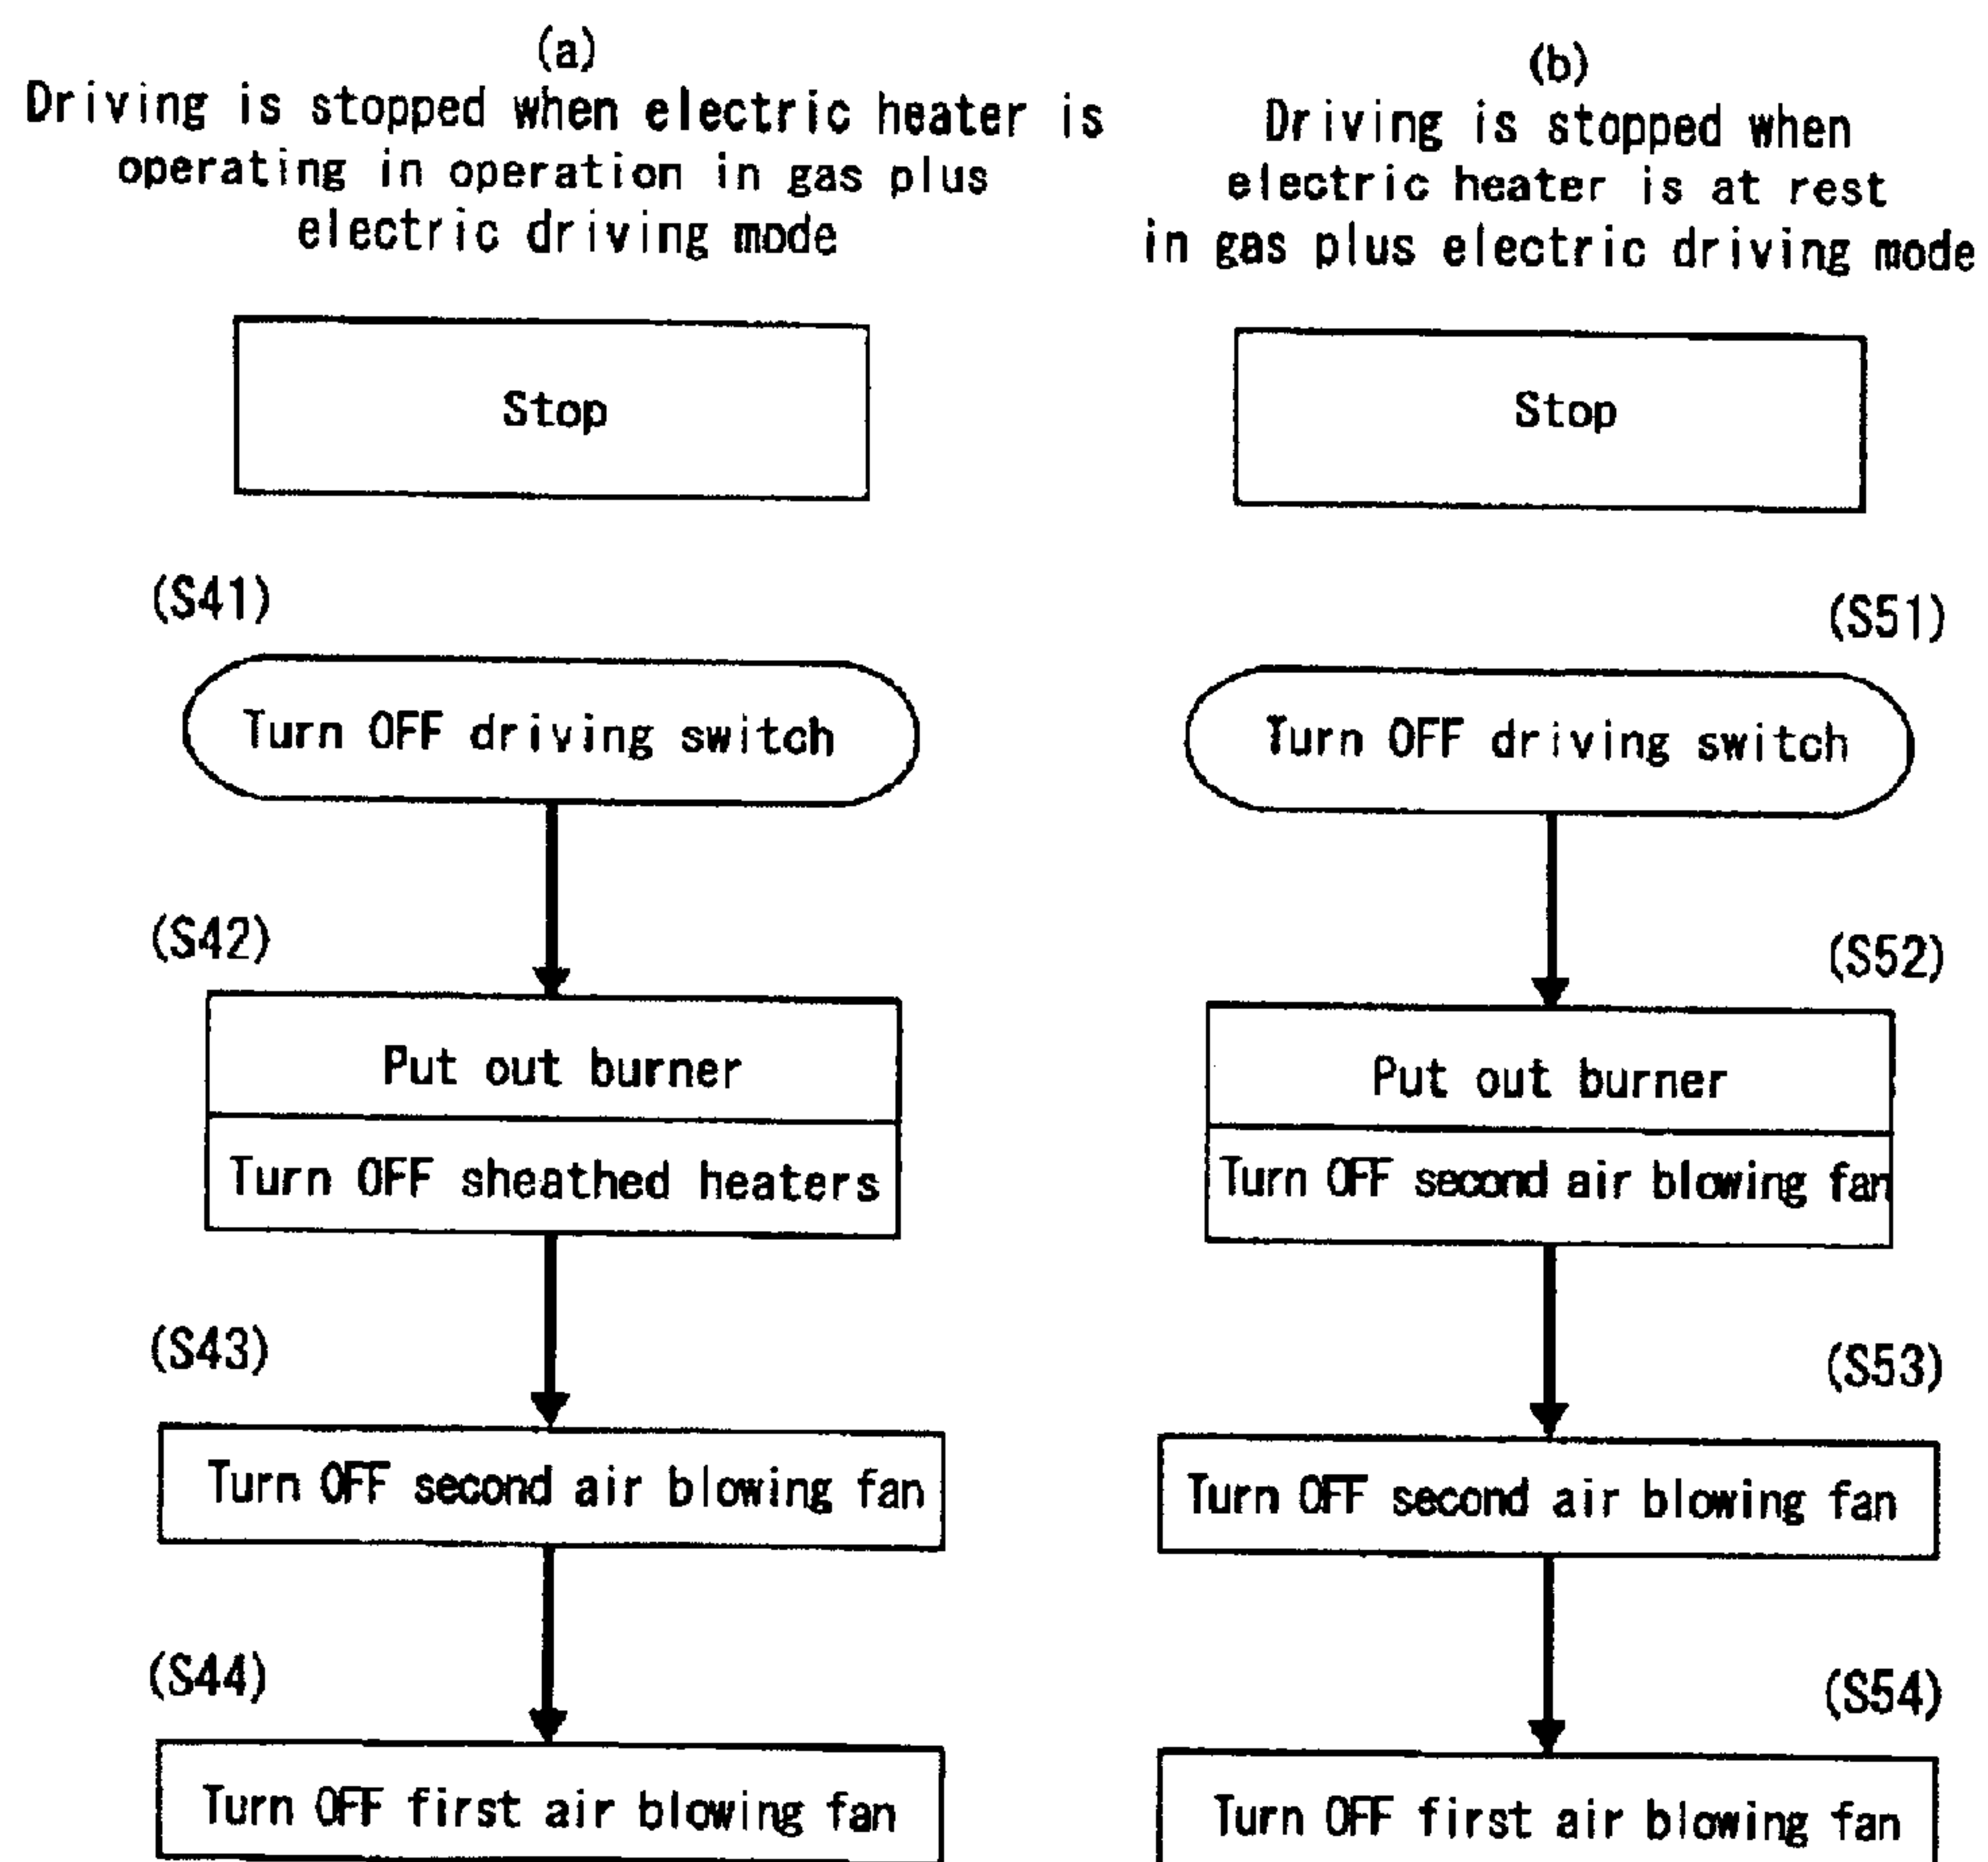 (a)
Driving is stopped when electric heater is
operating in operation in gas plus
electric driving mode
Stop
(S41)
Turn OFF driving switch
(S42)
Put out burner
Turn OFF sheathed heaters
(S43)
Turn OFF second air blowing fan
(S44)
Turn OFF first air blowing fan
(b)
Driving is stopped when
electric heater is at rest
in gas plus electric driving mode
Stop
(S51)
Turn OFF driving switch
(S52)
Put out burner
Turn OFF second air blowing fan
(S53)
Turn OFF second air blowing fan
(S54)
Turn OFF first air blowing fan